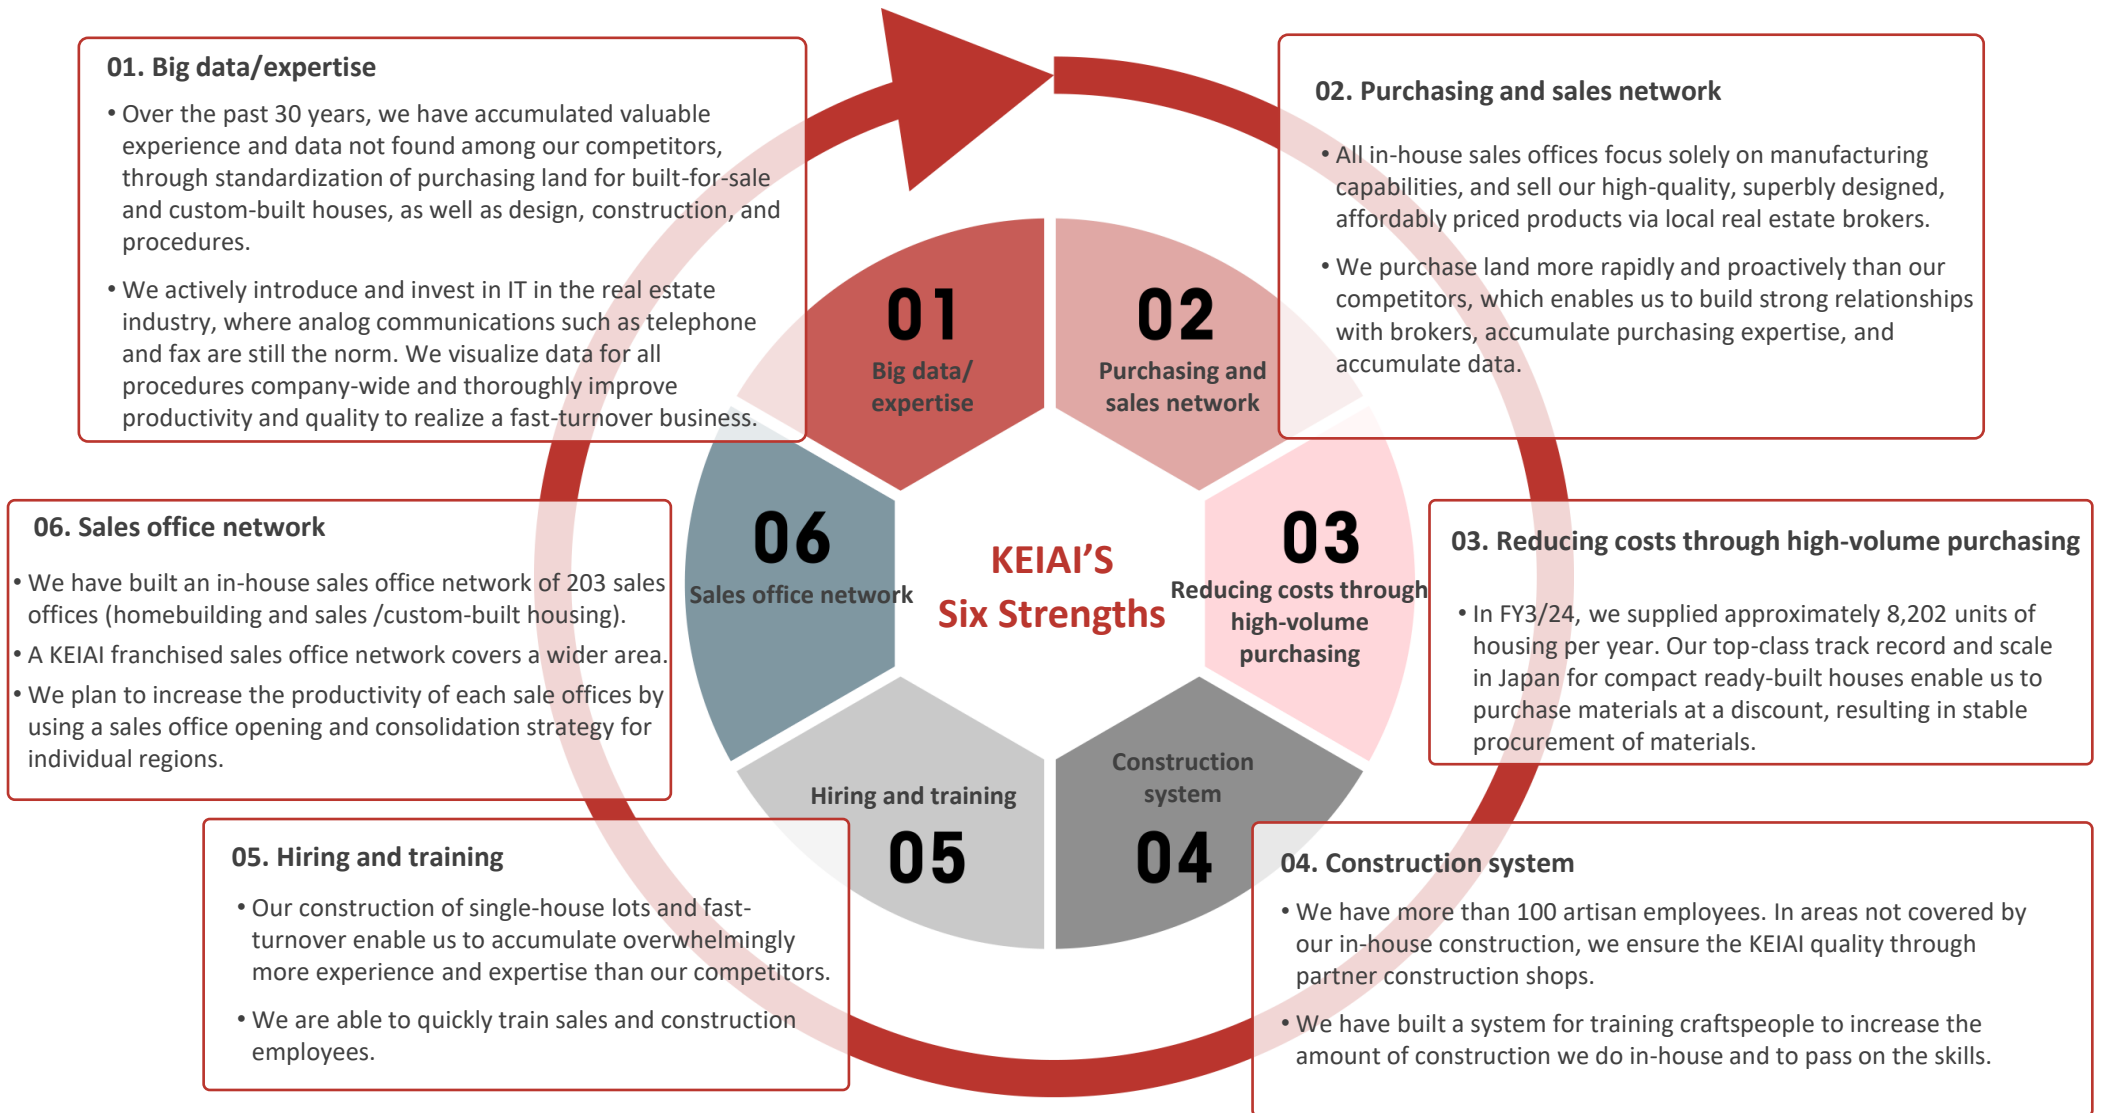 01. Big data/expertise
• Over the past 30 years, we have accumulated valuable
experience and data not found among our competitors,
through standardization of purchasing land for built-for-sale
and custom-built houses, as well as design, construction, and
procedures.
• We actively introduce and invest in IT in the real estate
industry, where analog communications such as telephone
and fax are still the norm. We visualize data for all
procedures company-wide and thoroughly improve
productivity and quality to realize a fast-turnover business.
02. Purchasing and sales network
• All in-house sales offices focus solely on manufacturing
capabilities, and sell our high-quality, superbly designed,
affordably priced products via local real estate brokers.
• We purchase land more rapidly and proactively than our
competitors, which enables us to build strong relationships
with brokers, accumulate purchasing expertise, and
accumulate data.
01
Big data/
expertise
02
Purchasing and
sales network
06
Sales office network
KEIAI'S
Six Strengths
03
Reducing costs through
high-volume
purchasing
Hiring and training
05
Construction
system
04
06. Sales office network
• We have built an in-house sales office network of 203 sales
offices (homebuilding and sales /custom-built housing).
• A KEIAI franchised sales office network covers a wider area.
• We plan to increase the productivity of each sale offices by
using a sales office opening and consolidation strategy for
individual regions.
03. Reducing costs through high-volume purchasing
• In FY3/24, we supplied approximately 8,202 units of
housing per year. Our top-class track record and scale
in Japan for compact ready-built houses enable us to
purchase materials at a discount, resulting in stable
procurement of materials.
05. Hiring and training
• Our construction of single-house lots and fast-
turnover enable us to accumulate overwhelmingly
more experience and expertise than our competitors.
• We are able to quickly train sales and construction
employees.
04. Construction system
• We have more than 100 artisan employees. In areas not covered by
our in-house construction, we ensure the KEIAI quality through
partner construction shops.
• We have built a system for training craftspeople to increase the
amount of construction we do in-house and to pass on the skills.